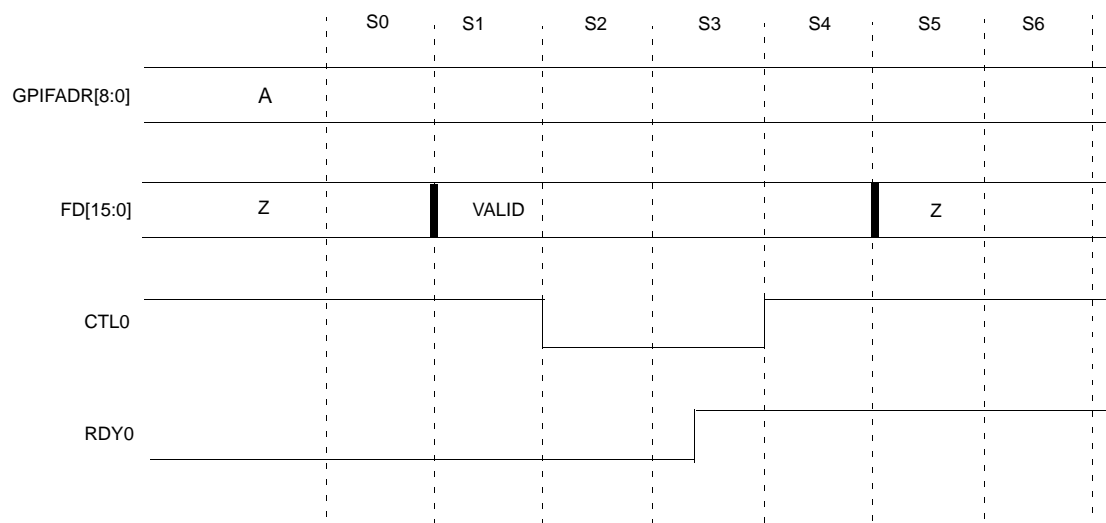 S0 S1 S2 S3 S4 S5 S6
GPIFADR[8:0] A
FD[15:0] Z VALID Z
CTL0
RDY0